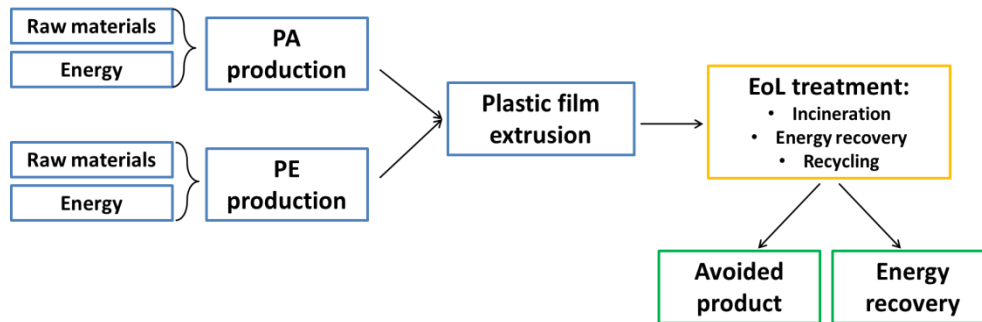 Raw materials
Energy
PA
production
Raw materials
Energy
PE
production
Plastic film
extrusion
EoL treatment:
• Incineration
• Energy recovery
• Recycling
Avoided
product
Energy
recovery